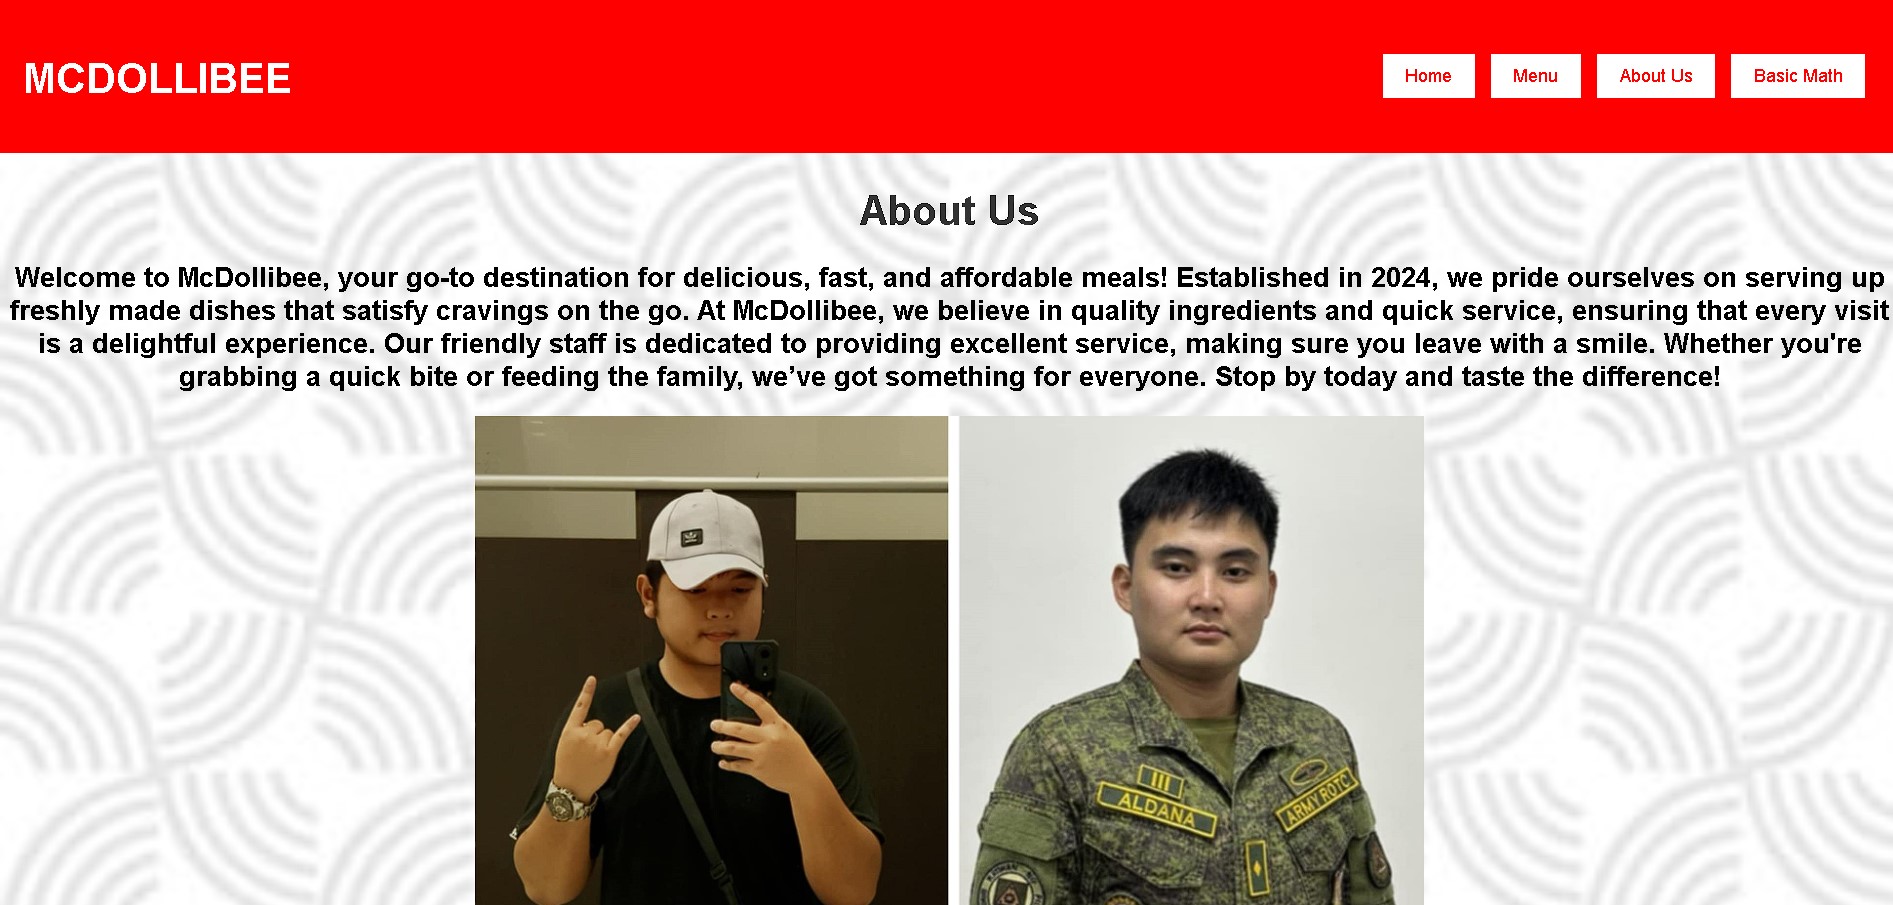 MCDOLLIBEE
Home Menu About Us Basic Math
About Us
Welcome to McDollibee, your go-to destination for delicious, fast, and affordable meals! Established in 2024, we pride ourselves on serving up
freshly made dishes that satisfy cravings on the go. At McDollibee, we believe in quality ingredients and quick service, ensuring that every visit
is a delightful experience. Our friendly staff is dedicated to providing excellent service, making sure you leave with a smile. Whether you're
grabbing a quick bite or feeding the family, we’ve got something for everyone. Stop by today and taste the difference!
ALDANA
ARMY ROTC